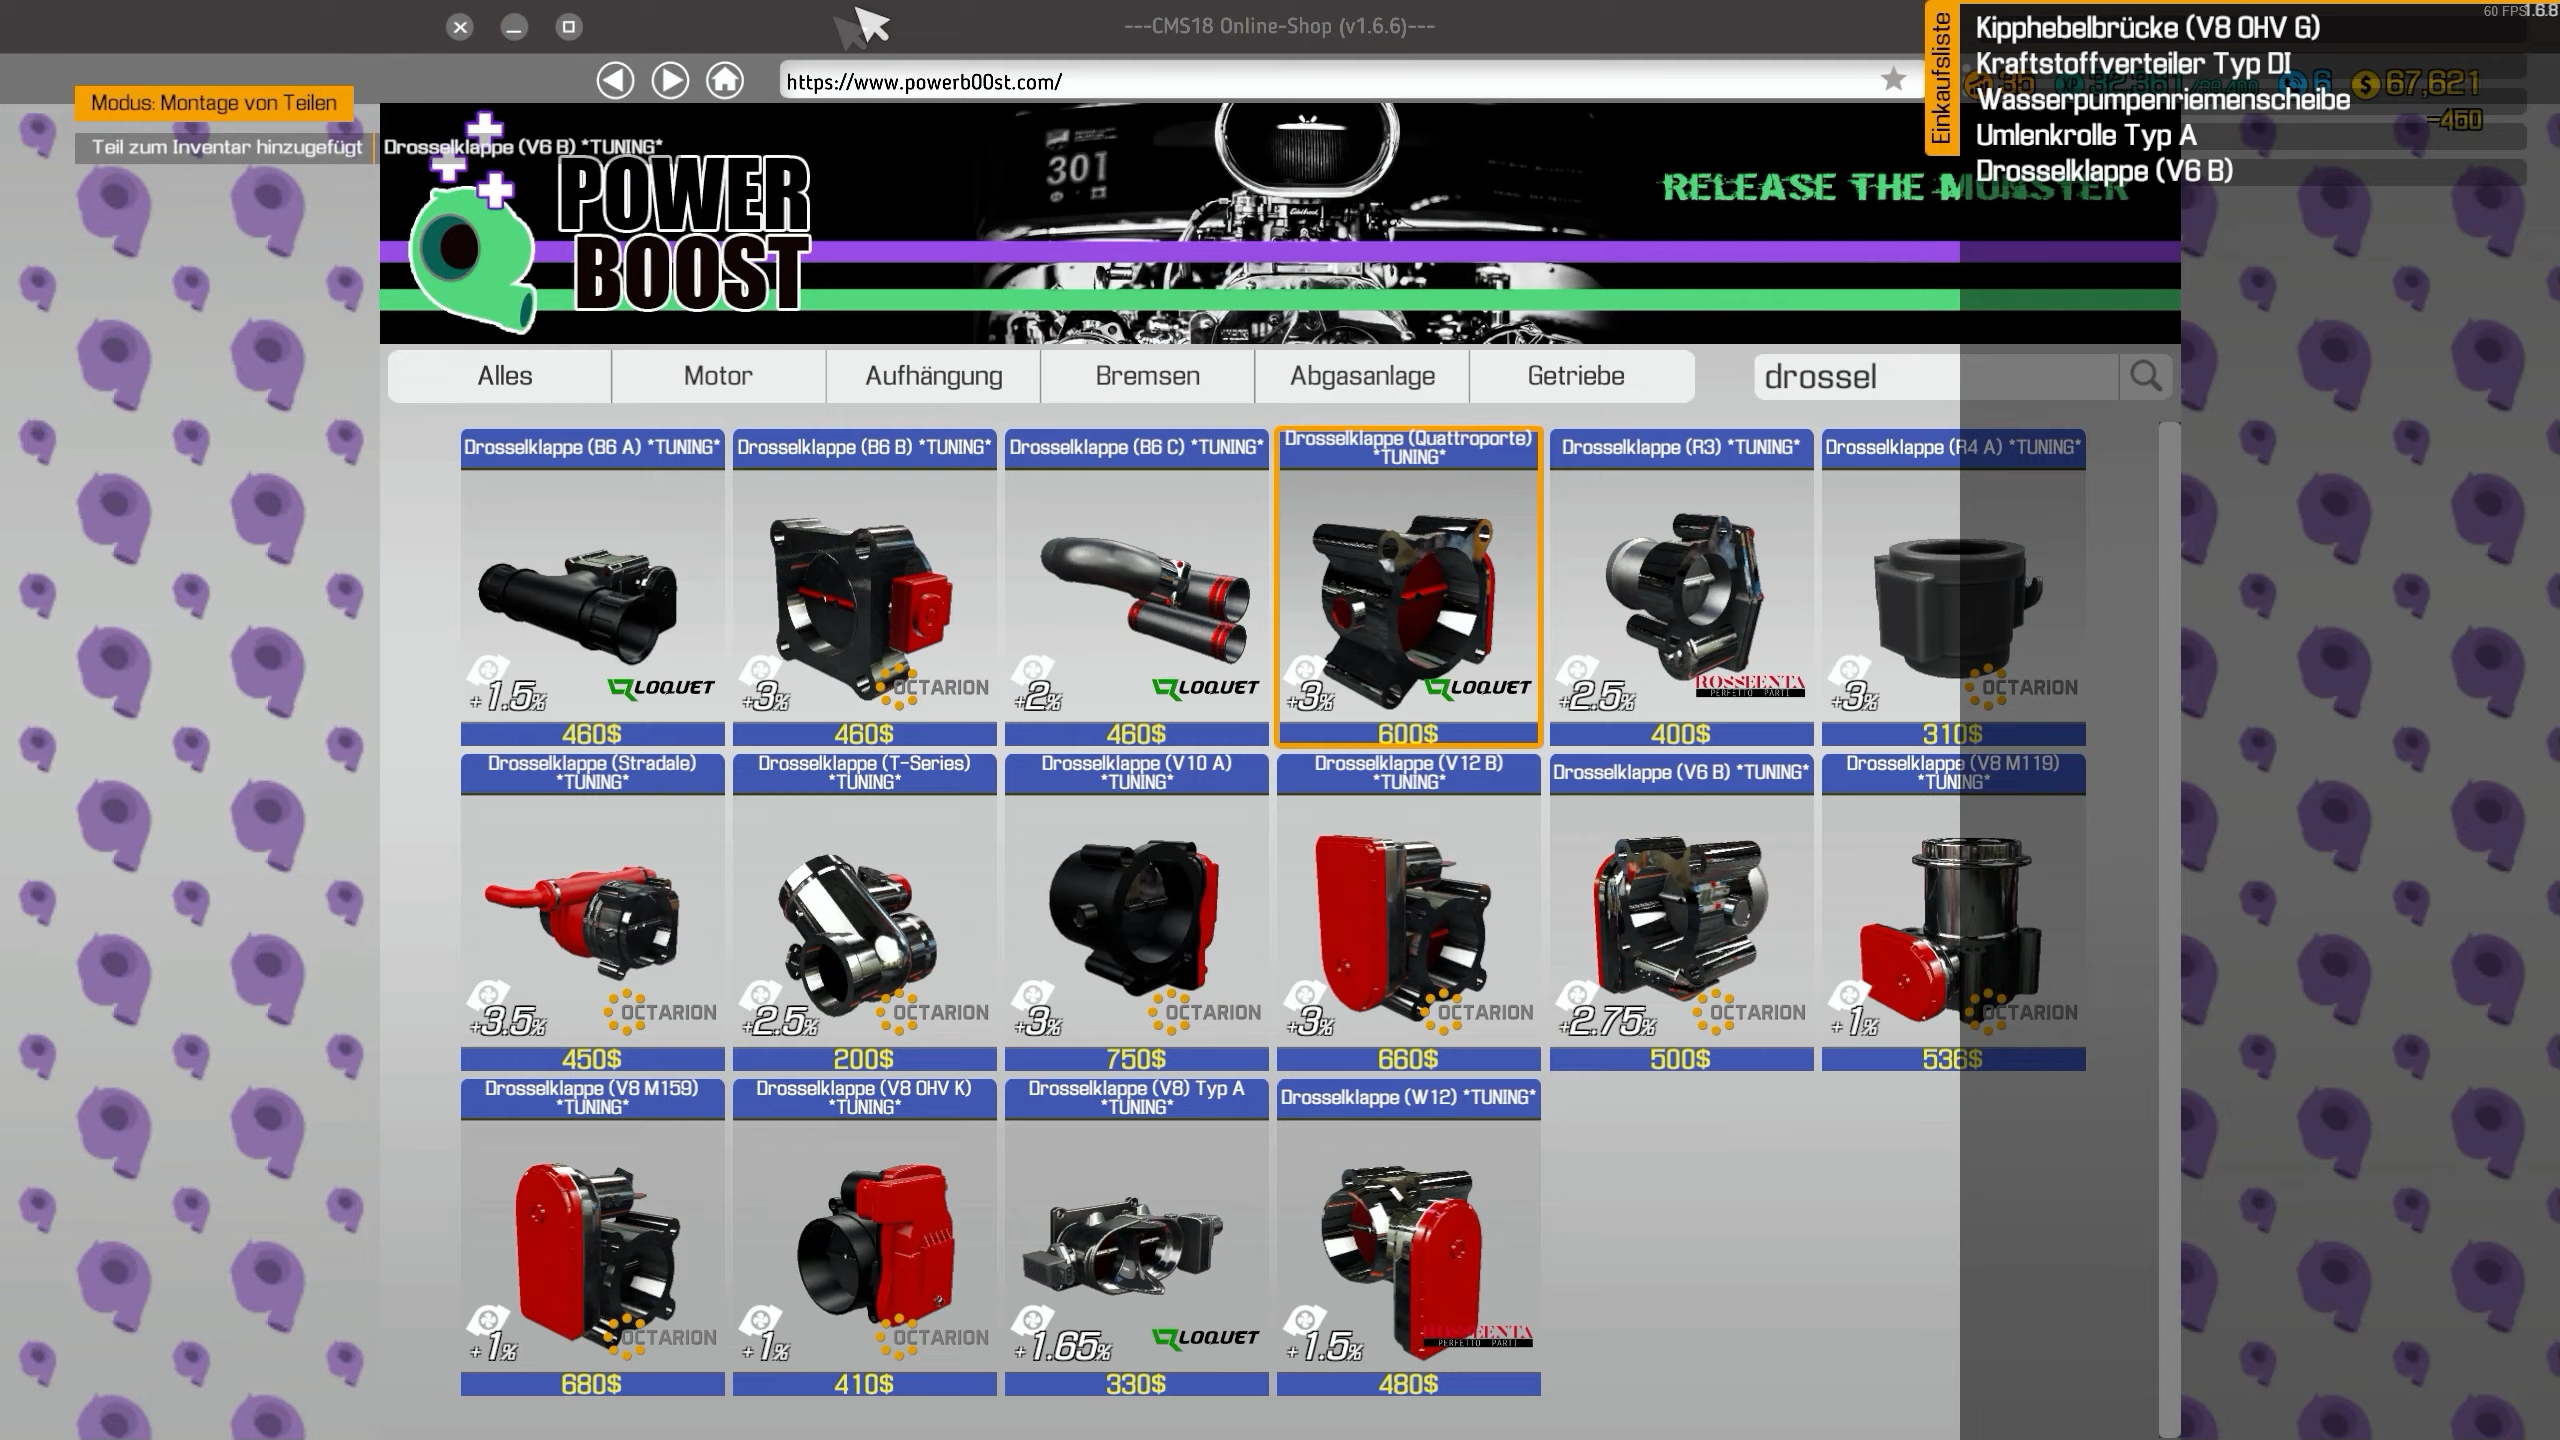 ---CMS18 Online-Shop (v1.6.6)---
60 FPS
1.6.8
https://www.powerb00st.com/
Modus: Montage von Teilen
Teil zum Inventar hinzugefügt
Drosselklappe (V6 B) *TUNING*
Einkaufsliste
Kipphebelbrücke (V8 OHV G)
Kraftstoffverteiler Typ DI
Wasserpumpenriemenscheibe
Umlenkrolle Typ A
Drosselklappe (V6 B)
35
6
67,621
-450
POWER
BOOST
301
RELEASE THE MONSTER
Alles
Motor
Aufhängung
Bremsen
Abgasanlage
Getriebe
drossel
Drosselklappe (B6 A) *TUNING*
+1.5%
LOQUET
460$
Drosselklappe (B6 B) *TUNING*
+3%
OCTARION
460$
Drosselklappe (B6 C) *TUNING*
+2%
LOQUET
460$
Drosselklappe (Quattroporte)
*TUNING*
+3%
LOQUET
600$
Drosselklappe (R3) *TUNING*
+2.5%
ROSSEENTA
PERFETTO PARTI
400$
Drosselklappe (R4 A) *TUNING*
+3%
OCTARION
310$
Drosselklappe (Stradale)
*TUNING*
+3.5%
OCTARION
450$
Drosselklappe (T-Series)
*TUNING*
+2.5%
OCTARION
200$
Drosselklappe (V10 A)
*TUNING*
+3%
OCTARION
750$
Drosselklappe (V12 B)
*TUNING*
+3%
OCTARION
660$
Drosselklappe (V6 B) *TUNING*
+2.75%
OCTARION
500$
Drosselklappe (V8 M119)
*TUNING*
+1%
OCTARION
536$
Drosselklappe (V8 M159)
*TUNING*
+1%
OCTARION
680$
Drosselklappe (V8 OHV K)
*TUNING*
+1%
OCTARION
410$
Drosselklappe (V8) Typ A
*TUNING*
+1.65%
LOQUET
330$
Drosselklappe (W12) *TUNING*
+1.5%
ROSSEENTA
PERFETTO PARTI
480$